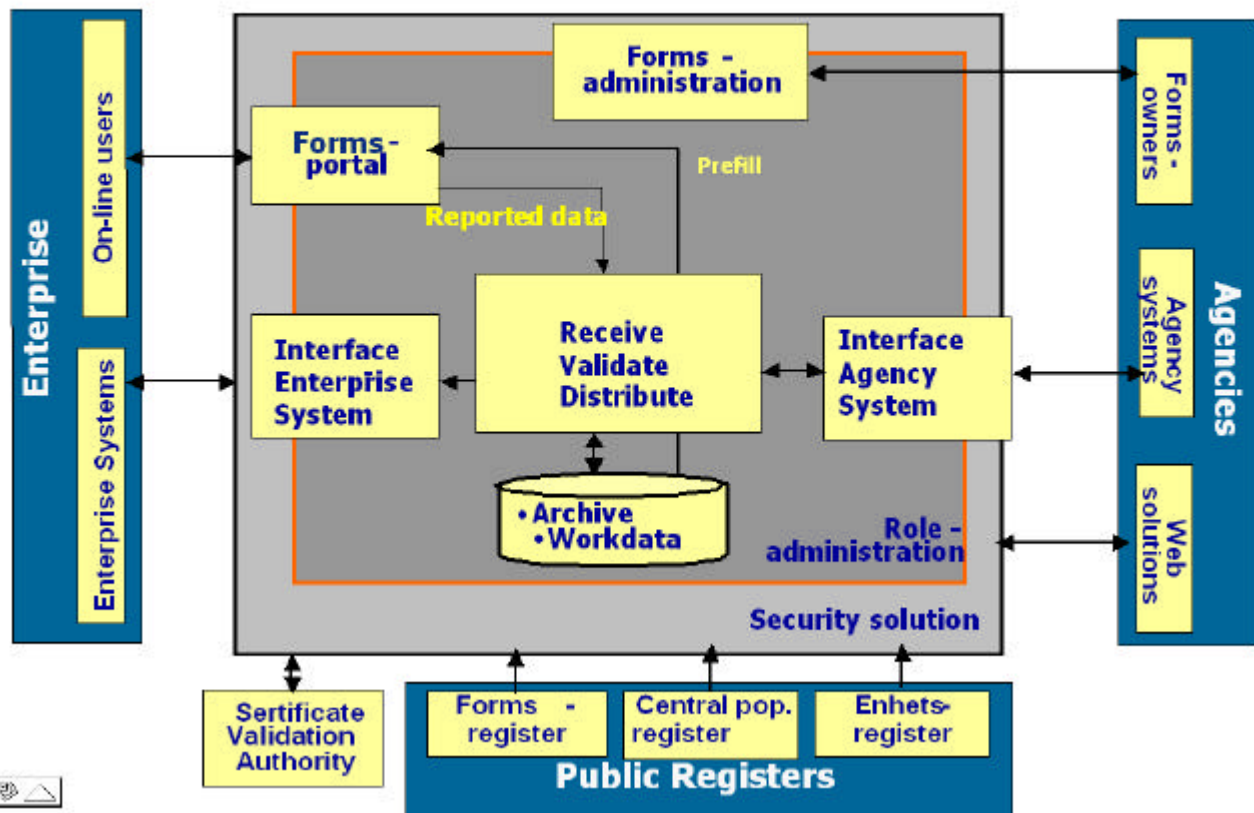 Enterprise
On-line users
Enterprise Systems
Forms -
administration
Forms -
portal
Prefill
Reported data
Receive
Validate
Distribute
Interface
Enterprise
System
Interface
Agency
System
• Archive
• Workdata
Role -
administration
Security solution
Forms -
owners
Agency
systems
Web
solutions
Agencies
Sertificate
Validation
Authority
Forms -
register
Central pop.
register
Enhets-
register
Public Registers